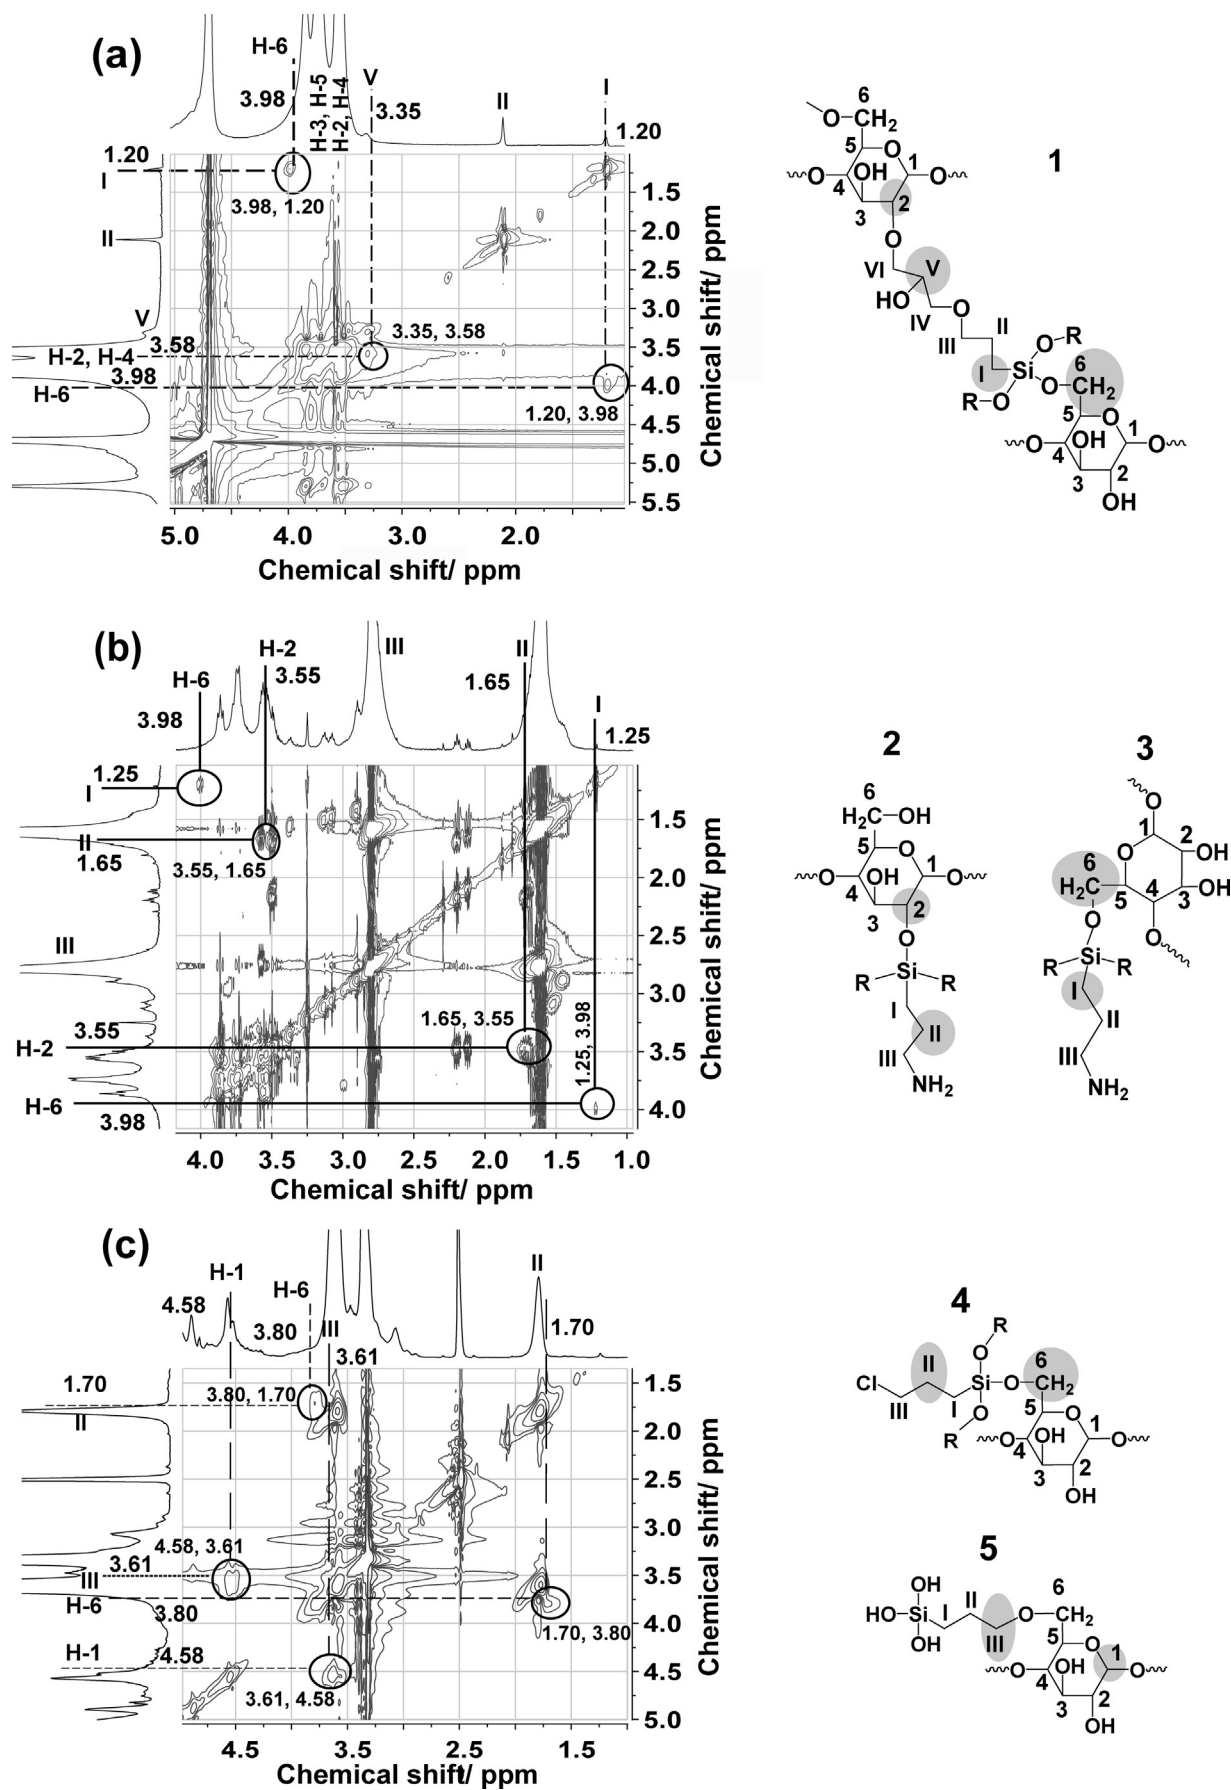 (a)
H-6
3.98
H-3, H-5
H-2, H-4
V
3.35
II
I
1.20
1.20
I
3.98, 1.20
II
V
3.58
H-2, H-4
3.98
H-6
3.35, 3.58
1.20, 3.98
1.5
2.0
2.5
3.0
3.5
4.0
4.5
5.0
5.5
Chemical shift/ ppm
5.0 4.0 3.0 2.0
Chemical shift/ ppm
1
6
O CH2
5 O 1
O OH O
4 2
3
O
VI V
HO O
IV II
III O-R
I Si O 6 CH2
R-O
5 O 1
O OH O
4 2
3 OH
(b)
H-6
3.98
H-2
3.55
III
II
1.65
I
1.25
1.25
I
II
1.65
3.55, 1.65
III
3.55
H-2
H-6
3.98
1.65, 3.55
1.25, 3.98
1.5
2.0
2.5
3.0
3.5
4.0
Chemical shift/ ppm
4.0 3.5 3.0 2.5 2.0 1.5 1.0
Chemical shift/ ppm
2
6
H2C-OH
5 O 1
O OH O
4 2
3
O
Si
R R
I
II
III
NH2
3
O
1 2
O OH
6
H2C 4 OH
5 3
O O
Si
R R
I
II
III
NH2
(c)
H-1
4.58
H-6
3.80
III
3.61
II
1.70
1.70
II
3.80, 1.70
4.58, 3.61
3.61
III
H-6
3.80
H-1
4.58
1.70, 3.80
3.61, 4.58
1.5
2.0
2.5
3.0
3.5
4.0
4.5
5.0
Chemical shift/ ppm
4.5 3.5 2.5 1.5
Chemical shift/ ppm
4
R
II O 6
Cl Si O CH2
III I O
R
5 O 1
O OH O
4 2
3 OH
5
OH II 6
HO Si I O CH2
OH III
5 O 1
O OH O
4 2
3 OH